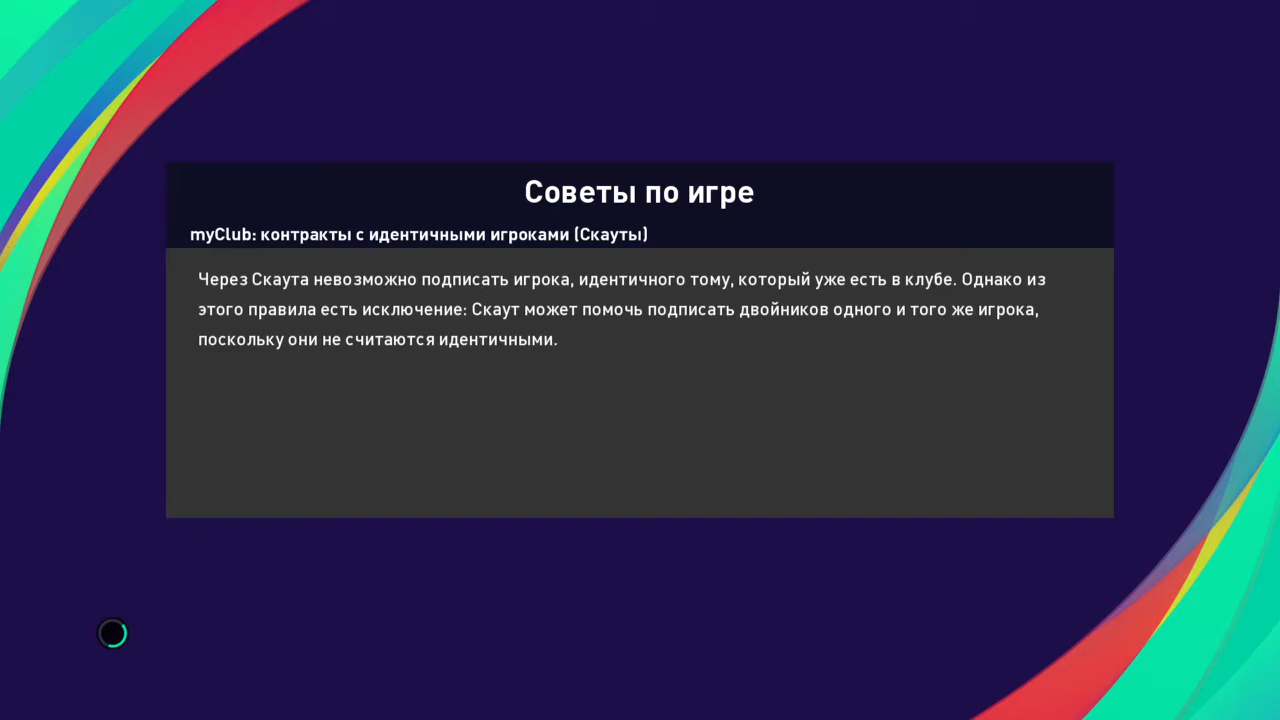 Советы по игре
myClub: контракты с идентичными игроками (Скауты)
Через Скаута невозможно подписать игрока, идентичного тому, который уже есть в клубе. Однако из
этого правила есть исключение: Скаут может помочь подписать двойников одного и того же игрока,
поскольку они не считаются идентичными.